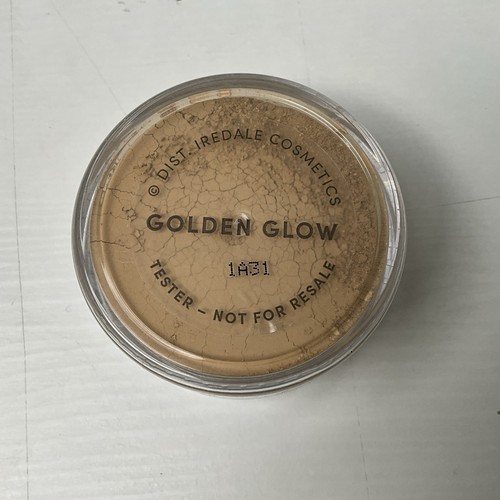 © DIST. IREDALE COSMETICS
GOLDEN GLOW
1A31
TESTER – NOT FOR RESALE